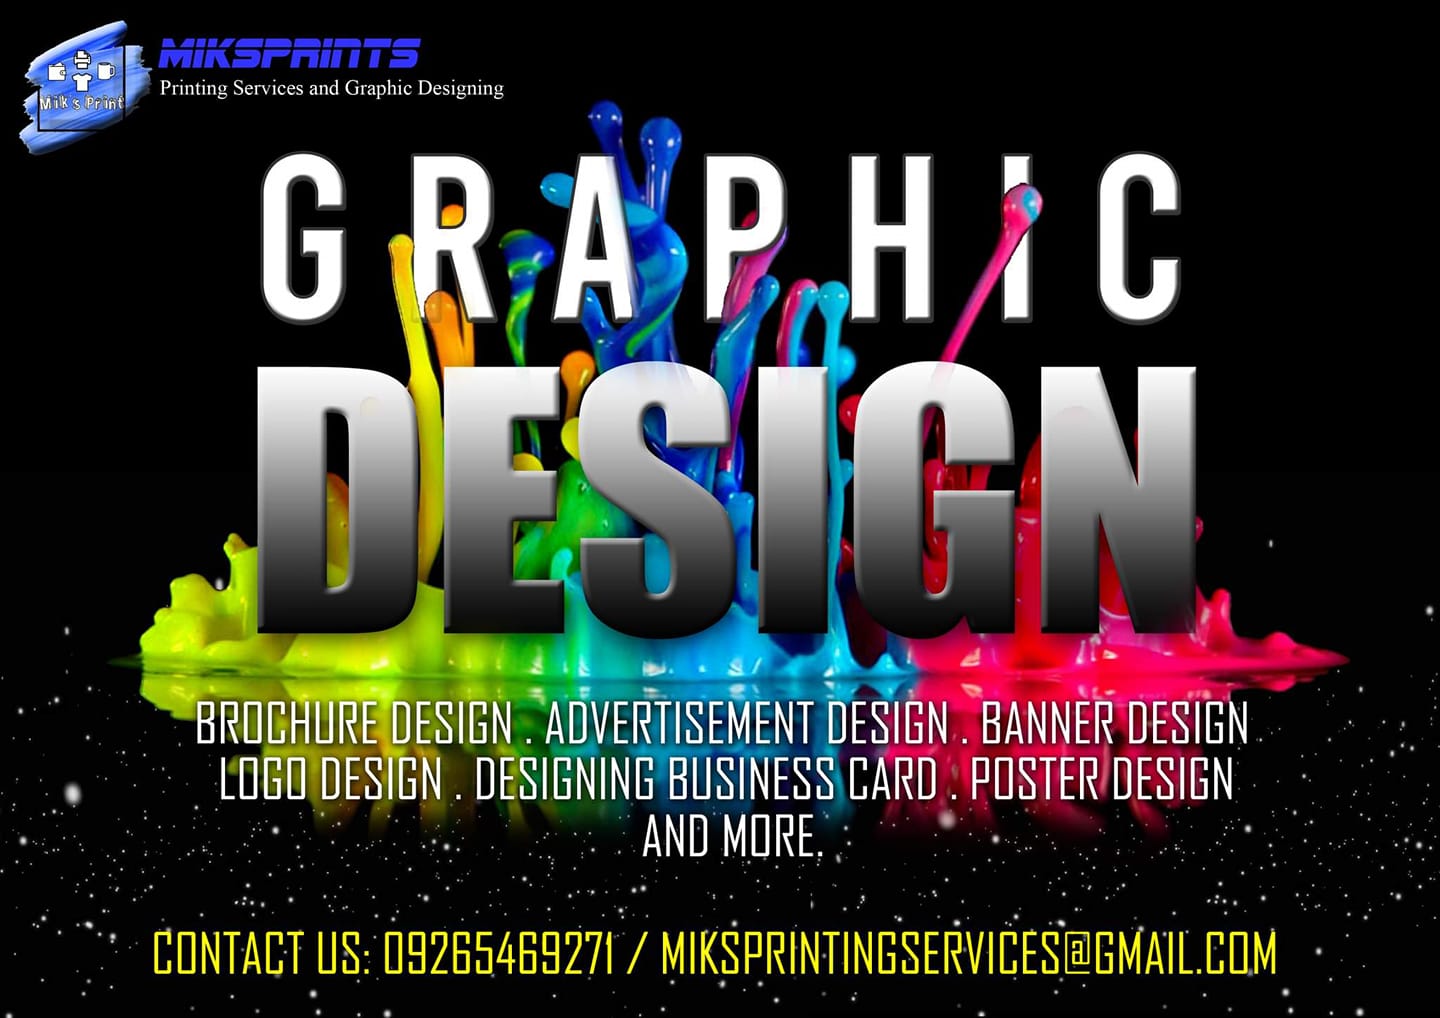 Mik s Print
MIKSPRINTS
Printing Services and Graphic Designing
GRAPHIC
DESIGN
BROCHURE DESIGN . ADVERTISEMENT DESIGN . BANNER DESIGN
LOGO DESIGN . DESIGNING BUSINESS CARD . POSTER DESIGN
AND MORE.
CONTACT US: 09265469271 / MIKSPRINTINGSERVICES@GMAIL.COM